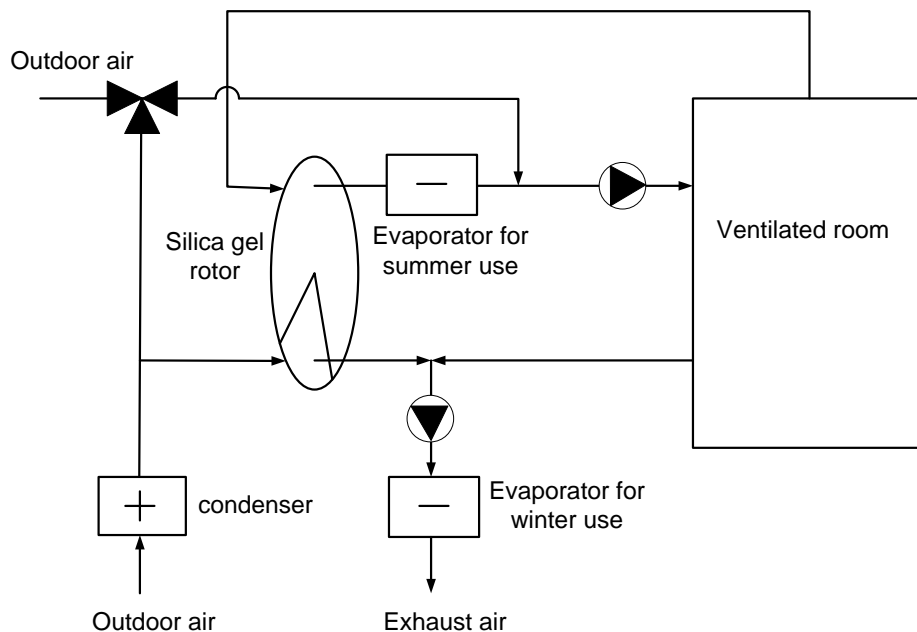 Outdoor air
Silica gel
rotor
Evaporator for
summer use
Ventilated room
condenser
Evaporator for
winter use
Outdoor air
Exhaust air